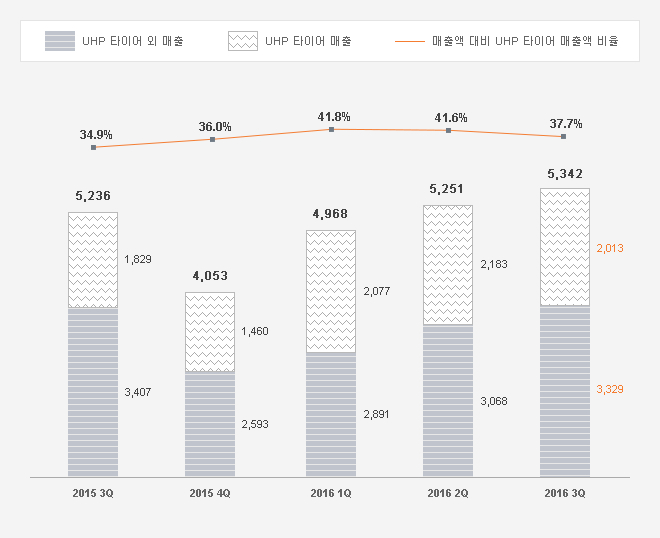 UHP 타이어 외 매출 UHP 타이어 매출 매출액 대비 UHP 타이어 매출액 비율
34.9% 36.0% 41.8% 41.6% 37.7%
5,236 4,053 4,968 5,251 5,342
1,829 1,460 2,077 2,183 2,013
3,407 2,593 2,891 3,068 3,329
2015 3Q 2015 4Q 2016 1Q 2016 2Q 2016 3Q